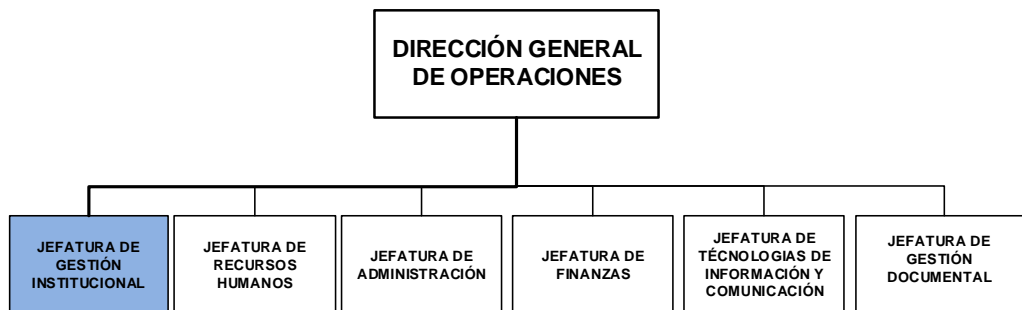 DIRECCIÓN GENERAL
DE OPERACIONES
JEFATURA DE
GESTIÓN
INSTITUCIONAL
JEFATURA DE
RECURSOS
HUMANOS
JEFATURA DE
ADMINISTRACIÓN
JEFATURA DE
FINANZAS
JEFATURA DE
TÉCNOLOGIAS DE
INFORMACIÓN Y
COMUNICACIÓN
JEFATURA DE
GESTIÓN
DOCUMENTAL